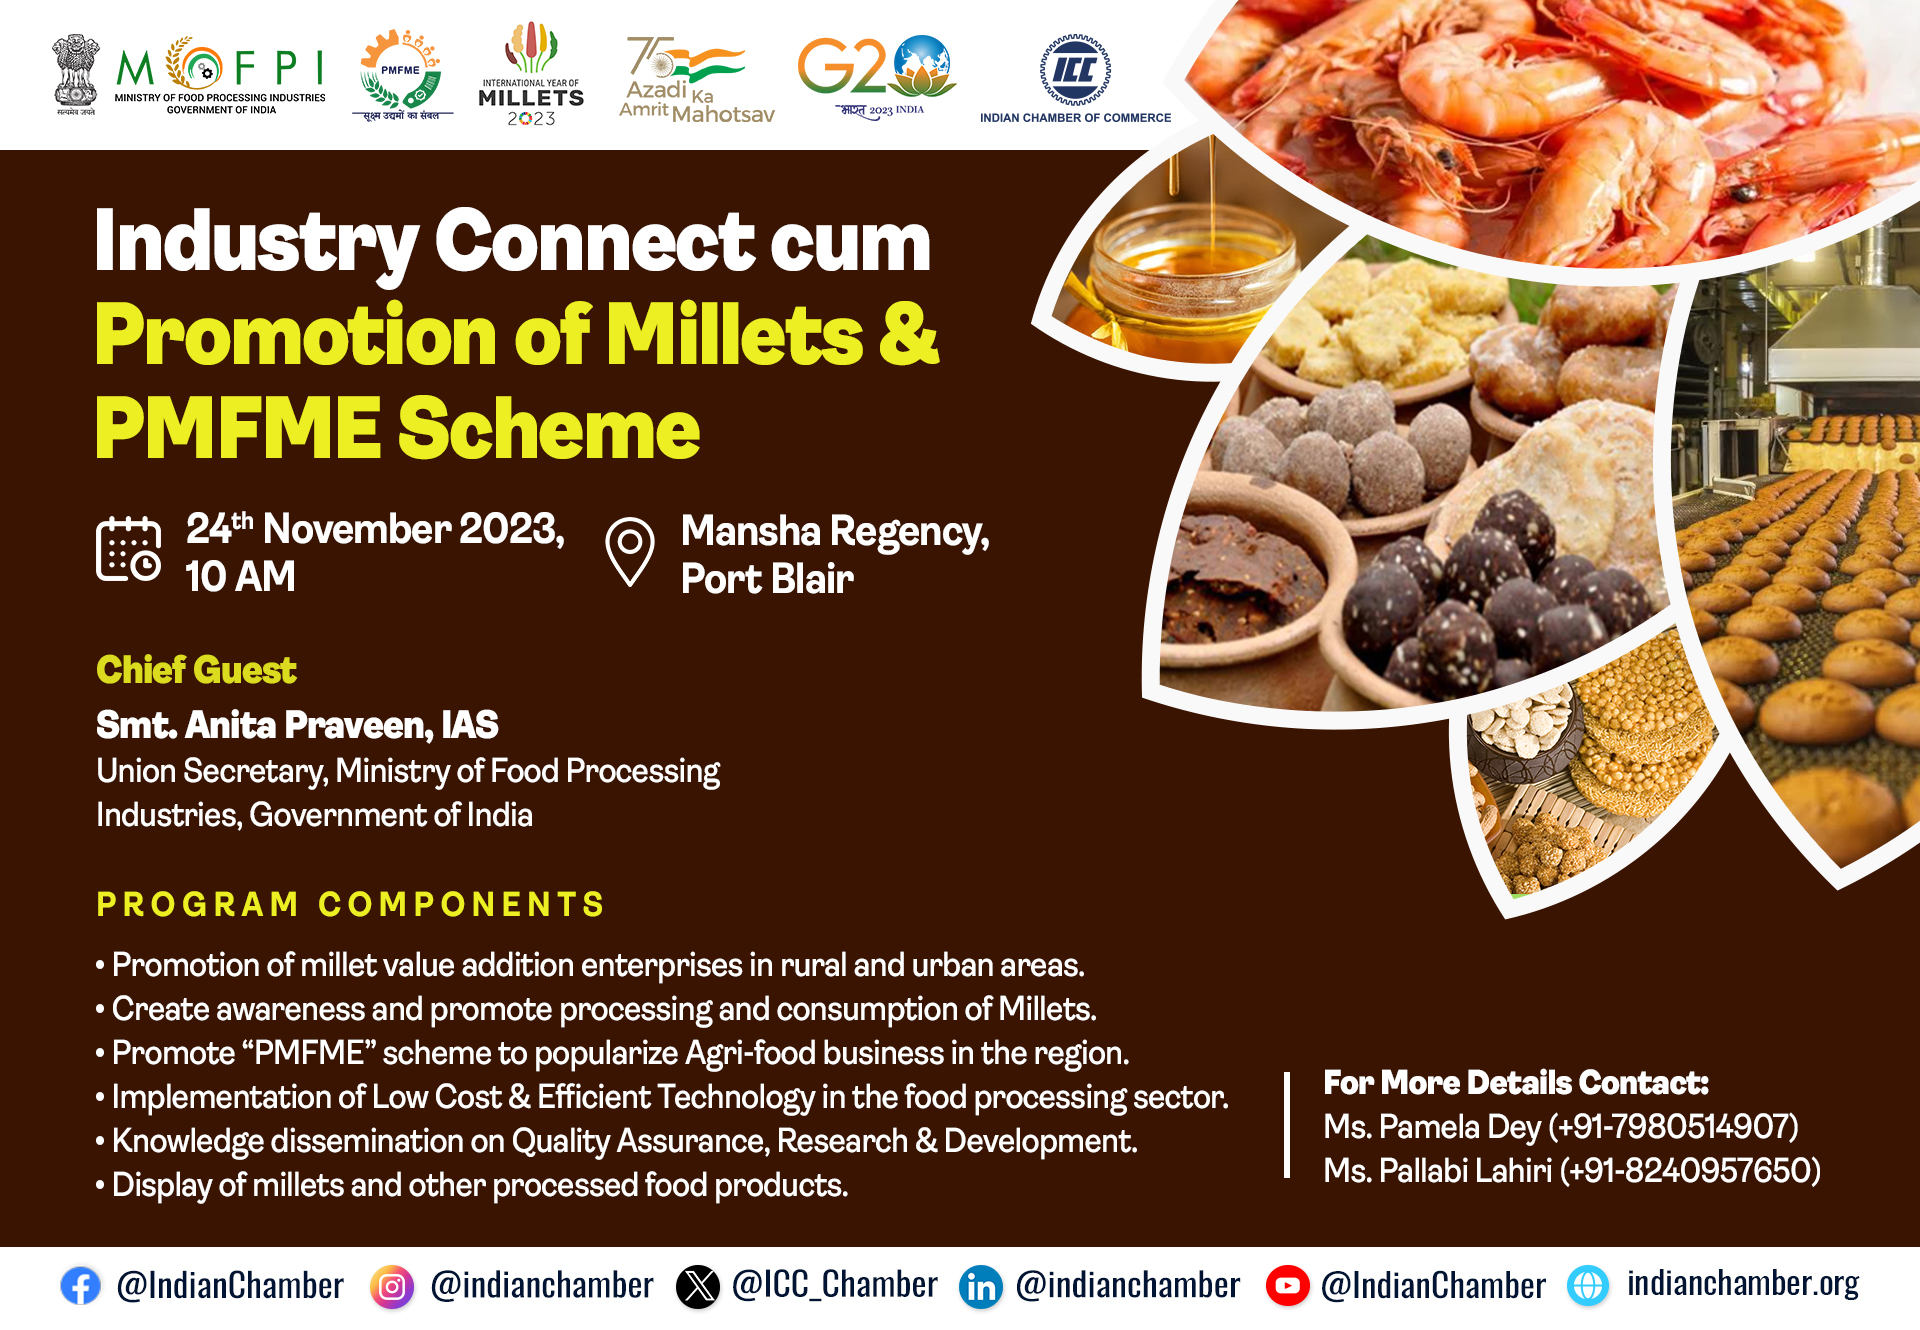 सत्यमेव जयते
MOFPI
MINISTRY OF FOOD PROCESSING INDUSTRIES
GOVERNMENT OF INDIA
PMFME
सूक्ष्म उद्यमों का संबल
INTERNATIONAL YEAR OF
MILLETS
2023
75
Azadi Ka
Amrit Mahotsav
G20
भारत 2023 INDIA
ICC
INDIAN CHAMBER OF COMMERCE
Industry Connect cum
Promotion of Millets &
PMFME Scheme
24th November 2023,
10 AM
Mansha Regency,
Port Blair
Chief Guest
Smt. Anita Praveen, IAS
Union Secretary, Ministry of Food Processing
Industries, Government of India
PROGRAM COMPONENTS
• Promotion of millet value addition enterprises in rural and urban areas.
• Create awareness and promote processing and consumption of Millets.
• Promote “PMFME” scheme to popularize Agri-food business in the region.
• Implementation of Low Cost & Efficient Technology in the food processing sector.
• Knowledge dissemination on Quality Assurance, Research & Development.
• Display of millets and other processed food products.
For More Details Contact:
Ms. Pamela Dey (+91-7980514907)
Ms. Pallabi Lahiri (+91-8240957650)
@IndianChamber
@indianchamber
@ICC_Chamber
@indianchamber
@IndianChamber
indianchamber.org